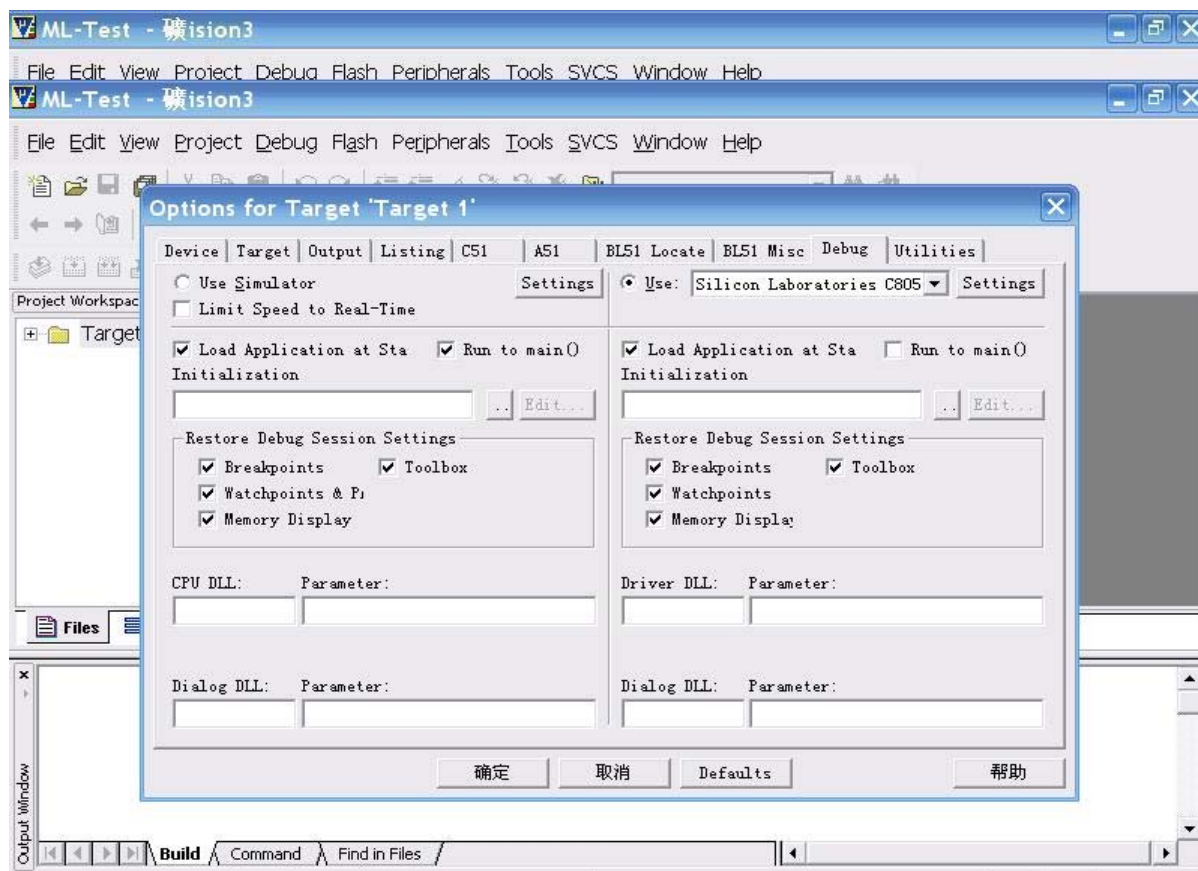 ML-Test - 礦ision3
File Edit View Project Debug Flash Peripherals Tools SVCS Window Help
ML-Test - 礦ision3
File Edit View Project Debug Flash Peripherals Tools SVCS Window Help
Options for Target 'Target 1'
Device Target Output Listing C51 A51 BL51 Locate BL51 Misc Debug Utilities
Use Simulator Settings Use: Silicon Laboratories C805 Settings
Limit Speed to Real-Time
Project Workspac
Target
Load Application at Sta Run to main() Load Application at Sta Run to main()
Initialization Initialization
.. Edit... .. Edit...
Restore Debug Session Settings Restore Debug Session Settings
Breakpoints Toolbox Breakpoints Toolbox
Watchpoints & P Watchpoints
Memory Display Memory Displa
CPU DLL: Parameter: Driver DLL: Parameter:
Files
Dialog DLL: Parameter: Dialog DLL: Parameter:
确定 取消 Defaults 帮助
Output Window
Build Command Find in Files